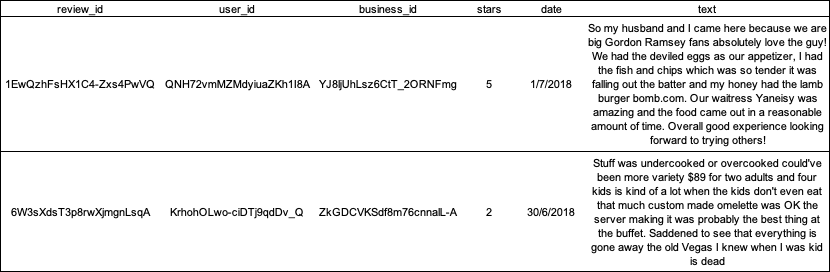 review_id user_id business_id stars date text
So my husband and I came here because we are
big Gordon Ramsey fans absolutely love the guy!
We had the deviled eggs as our appetizer, I had
the fish and chips which was so tender it was
1EwQzhFsHX1C4-Zxs4PwVQ QNH72vmMZMdyiuaZKh1I8A YJ8ljUhLsz6CtT_2ORNFmg 5 1/7/2018 falling out the batter and my honey had the lamb
burger bomb.com. Our waitress Yaneisy was
amazing and the food came out in a reasonable
amount of time. Overall good experience looking
forward to trying others!
Stuff was undercooked or overcooked could've
been more variety $89 for two adults and four
kids is kind of a lot when the kids don't even eat
that much custom made omelette was OK the
6W3sXdsT3p8rwXjmgnLsqA KrhohOLwo-ciDTj9qdDv_Q ZkGDCVKSdf8m76cnnalL-A 2 30/6/2018 server making it was probably the best thing at
the buffet. Saddened to see that everything is
gone away the old Vegas I knew when I was kid
is dead